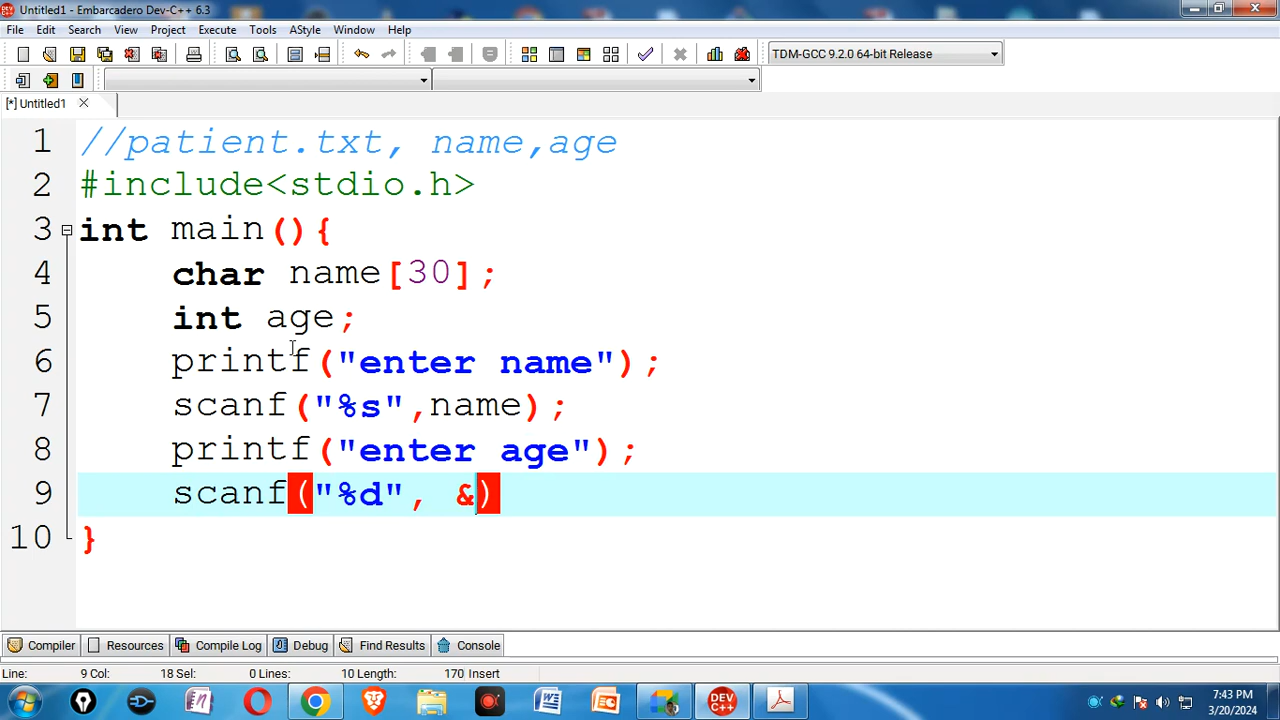 Untitled1 - Embarcadero Dev-C++ 6.3
File Edit Search View Project Execute Tools AStyle Window Help
TDM-GCC 9.2.0 64-bit Release
[*] Untitled1
1 //patient.txt, name,age
2 #include<stdio.h>
3 int main(){
4 char name[30];
5 int age;
6 printf("enter name");
7 scanf("%s",name);
8 printf("enter age");
9 scanf("%d", &)
10 }
Compiler Resources Compile Log Debug Find Results Console
Line: 9 Col: 18 Sel: 0 Lines: 10 Length: 170 Insert
DEV C++
7:43 PM
3/20/2024